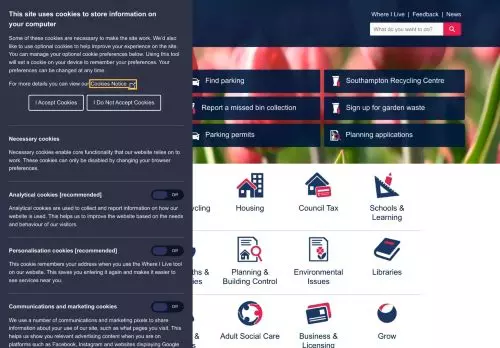 This site uses cookies to store information on
your computer
Some of these cookies are necessary to make the site work. We'd also
like to use optional cookies to help improve your experience on the site.
You can manage your optional cookie preferences below. Using this tool
will set a cookie on your device to remember your preferences. Your
preferences can be changed at any time.
For more details you can view our Cookies Notice
I Accept Cookies
I Do Not Accept Cookies
Necessary cookies
Necessary cookies enable core functionality that our website relies on to
work. These cookies can only be disabled by changing your browser
preferences.
Analytical cookies [recommended]
Off
Analytical cookies are used to collect and report information on how our
website is used. This helps us to improve the website based on the needs
and behaviour of our visitors.
Personalisation cookies [recommended]
Off
This cookie remembers your address when you use the Where I Live tool
on our website. This saves you entering it again and makes it easier to
see services near you.
Communications and marketing cookies
Off
We use a number of communications and marketing pixels to share
information about your use of our site, such as what pages you visit. This
helps us show you relevant advertising content when you are on
platforms such as Facebook, Instagram and websites displaying Google
Where I Live | Feedback | News
What do you want to do?
Find parking
Southampton Recycling Centre
Report a missed bin collection
Sign up for garden waste
Parking permits
Planning applications
cycling
Housing
Council Tax
Schools &
Learning
Planning &
Building Control
Environmental
Issues
Libraries
&
Adult Social Care
Business &
Licensing
Grow